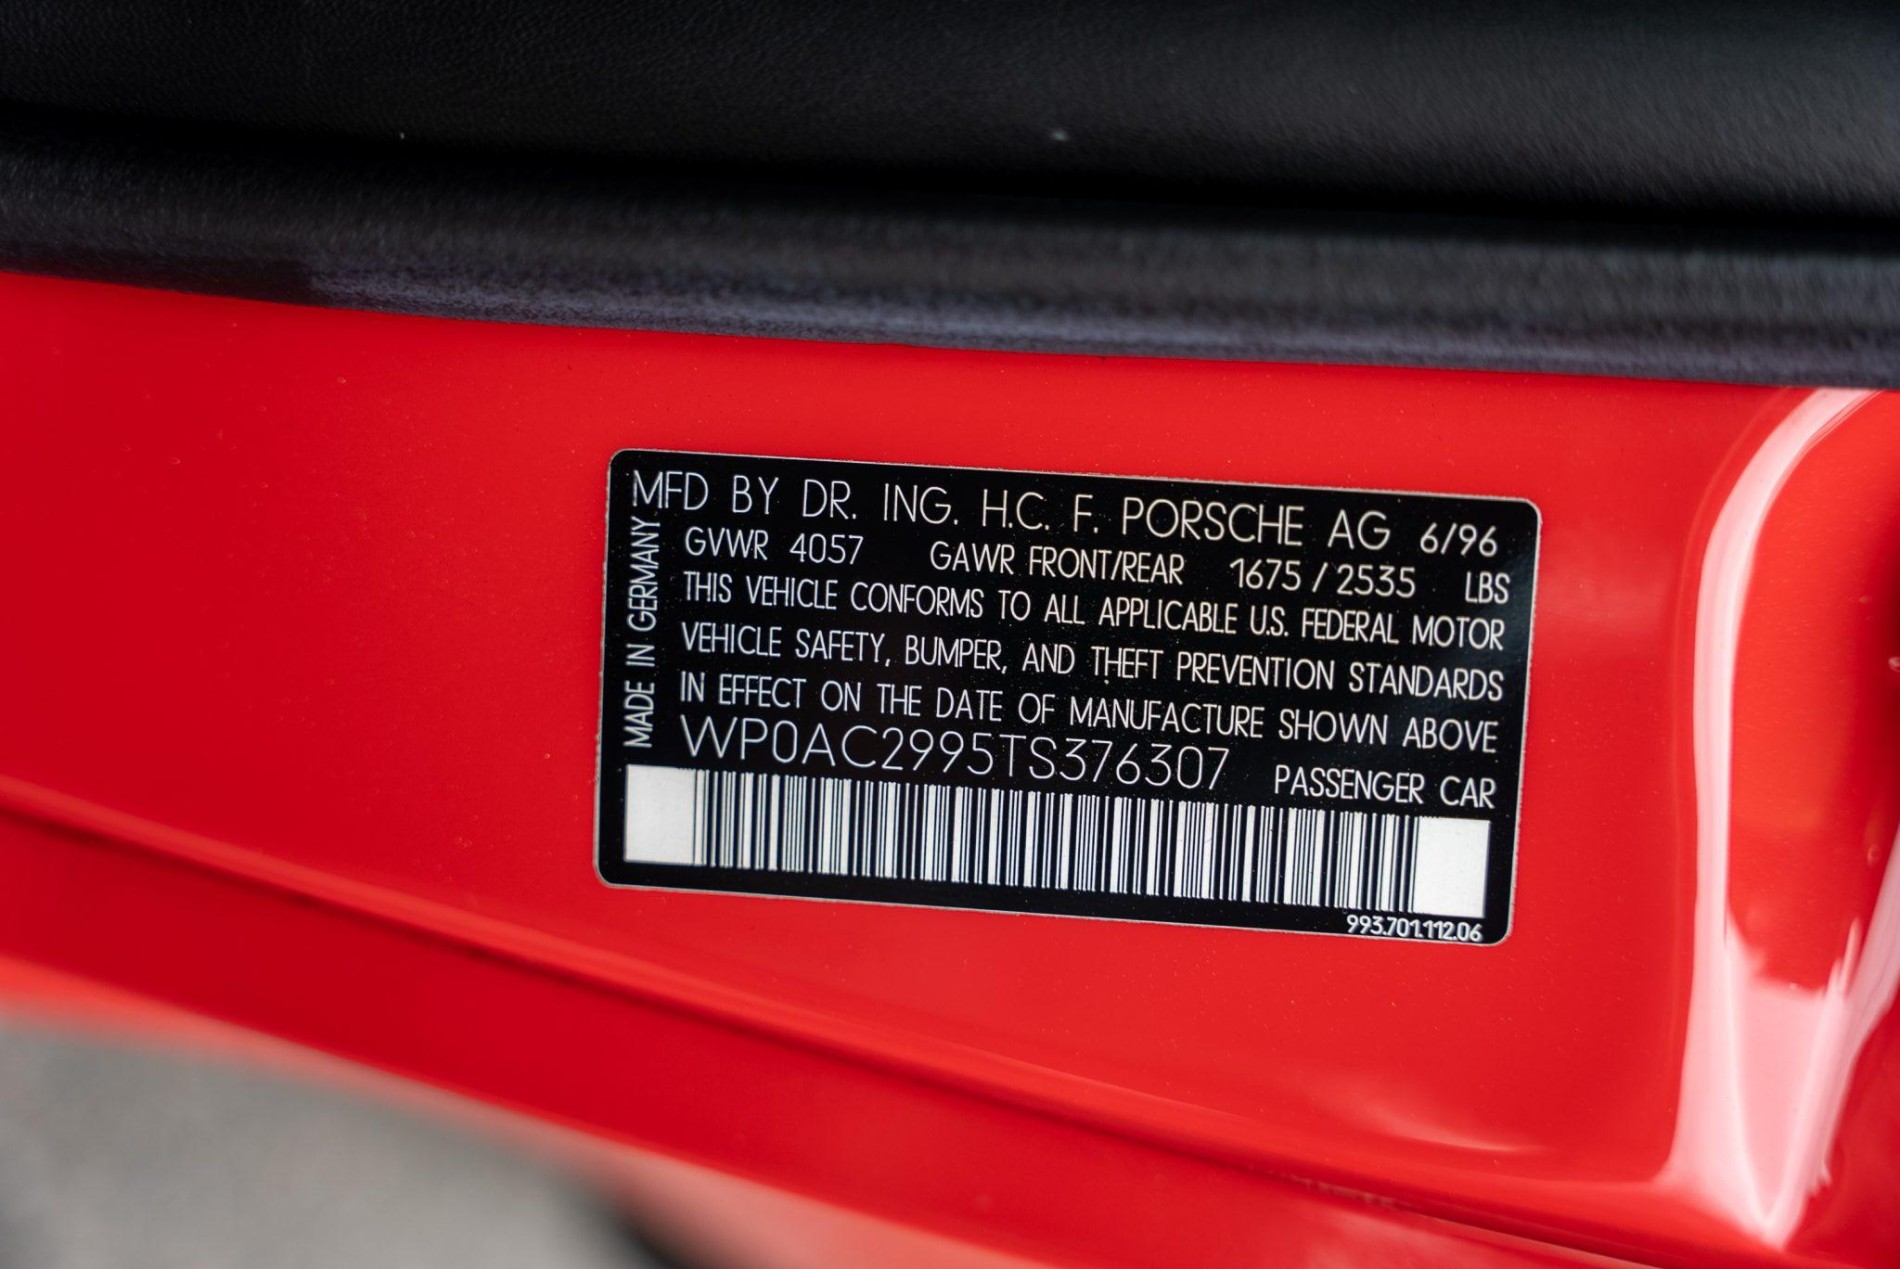 MFD BY DR. ING. H.C. F. PORSCHE AG 6/96
GVWR 4057 GAWR FRONT/REAR 1675 / 2535 LBS
THIS VEHICLE CONFORMS TO ALL APPLICABLE U.S. FEDERAL MOTOR
VEHICLE SAFETY, BUMPER, AND THEFT PREVENTION STANDARDS
IN EFFECT ON THE DATE OF MANUFACTURE SHOWN ABOVE
WP0AC2995TS376307 PASSENGER CAR
MADE IN GERMANY
993.701.112.06